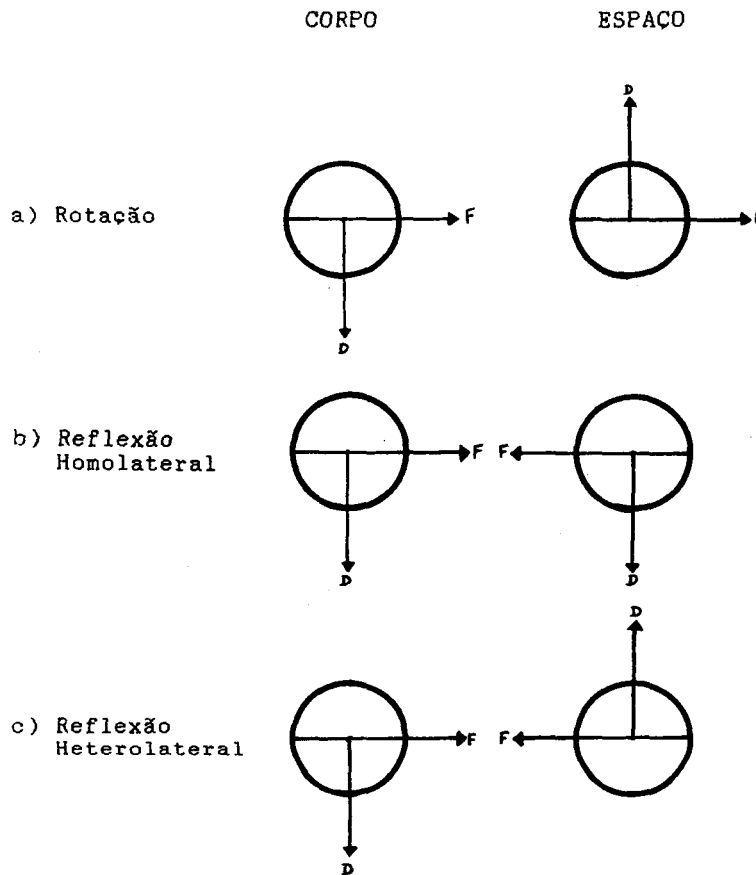 CORPO ESPAÇO
D
a) Rotação F
D
b) Reflexão
Homolateral F F
D D
D
c) Reflexão
Heterolateral F F
D